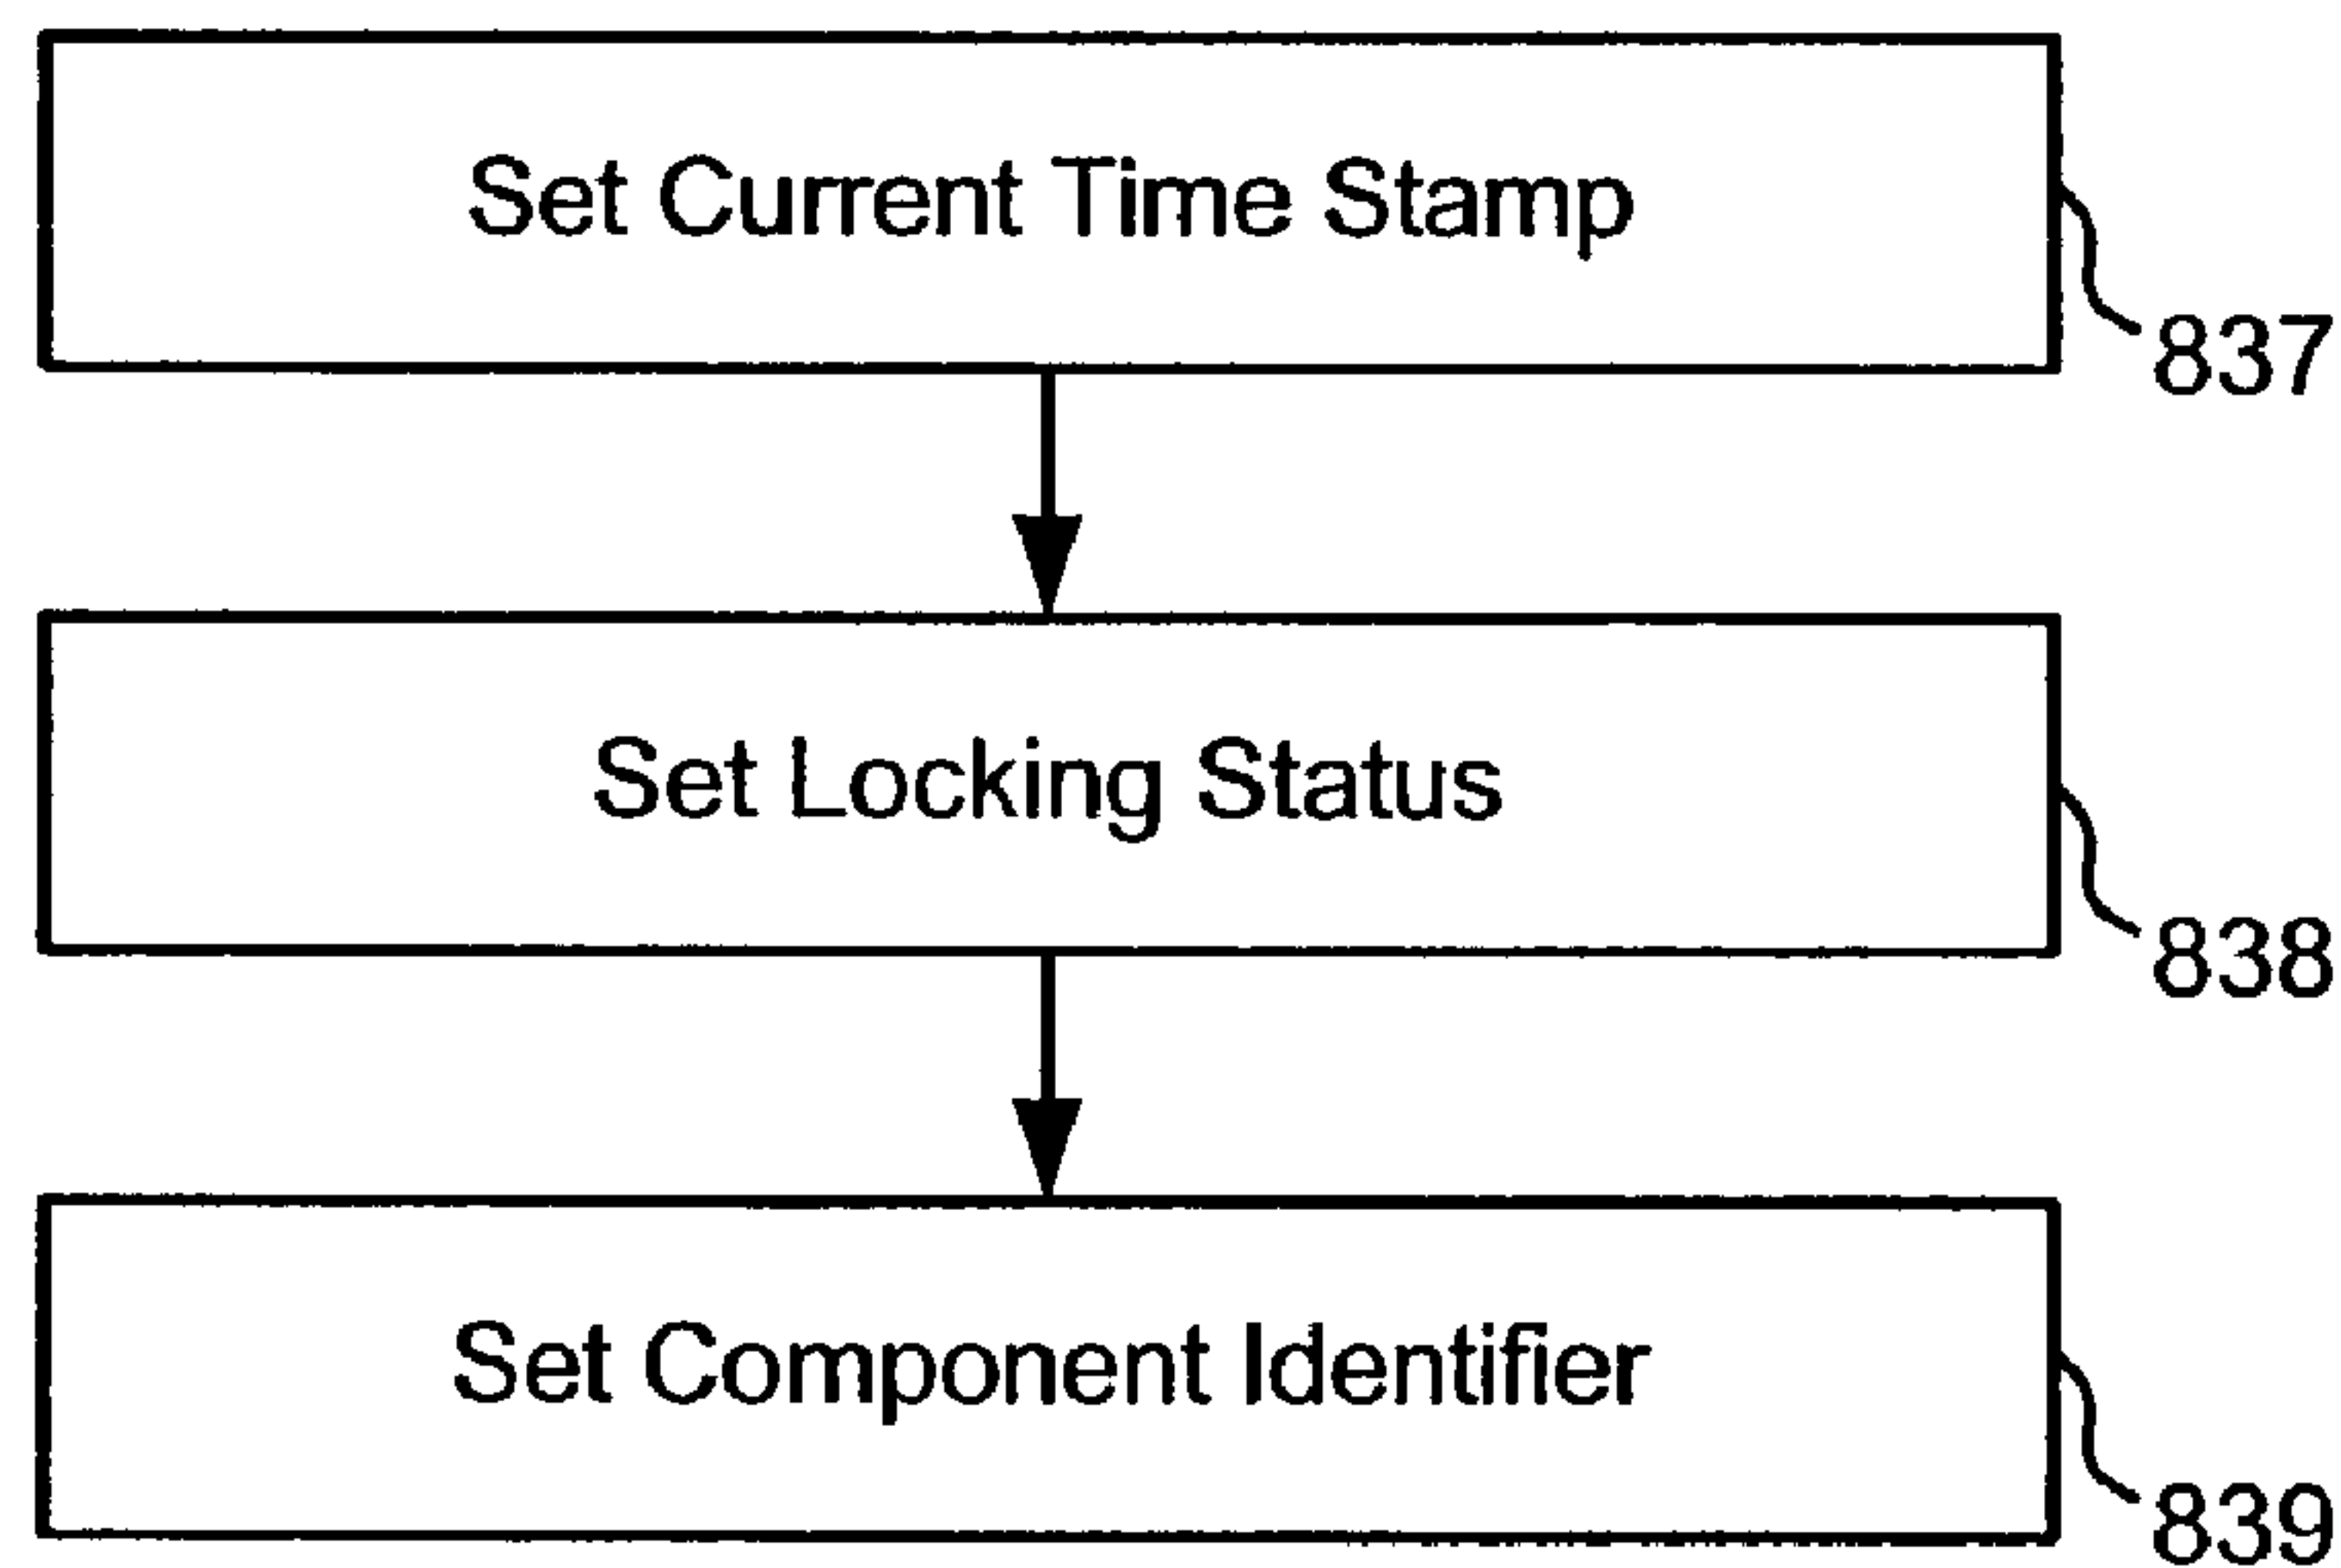 Set Current Time Stamp
837
Set Locking Status
838
Set Component Identifier
839